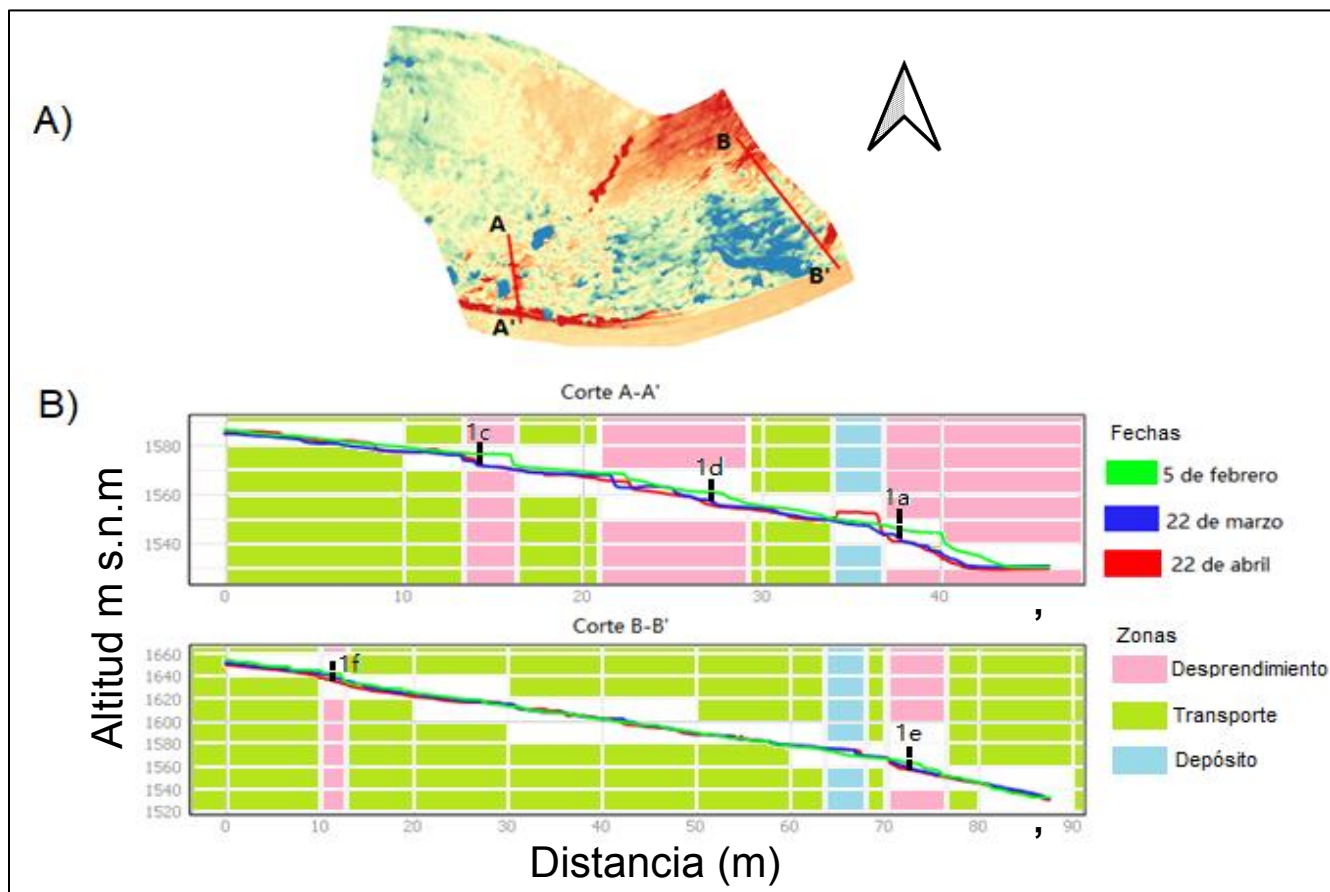 A)
B
A
B'
A'
B)
Corte A-A'
1580
1560
1540
1c
1d
1a
0
10
20
30
40
,
Fechas
5 de febrero
22 de marzo
22 de abril
Corte B-B'
1660
1640
1620
1600
1580
1560
1540
1520
1f
1e
0
10
20
30
40
50
60
70
80
90
,
Zonas
Desprendimiento
Transporte
Depósito
Altitud m s.n.m
Distancia (m)